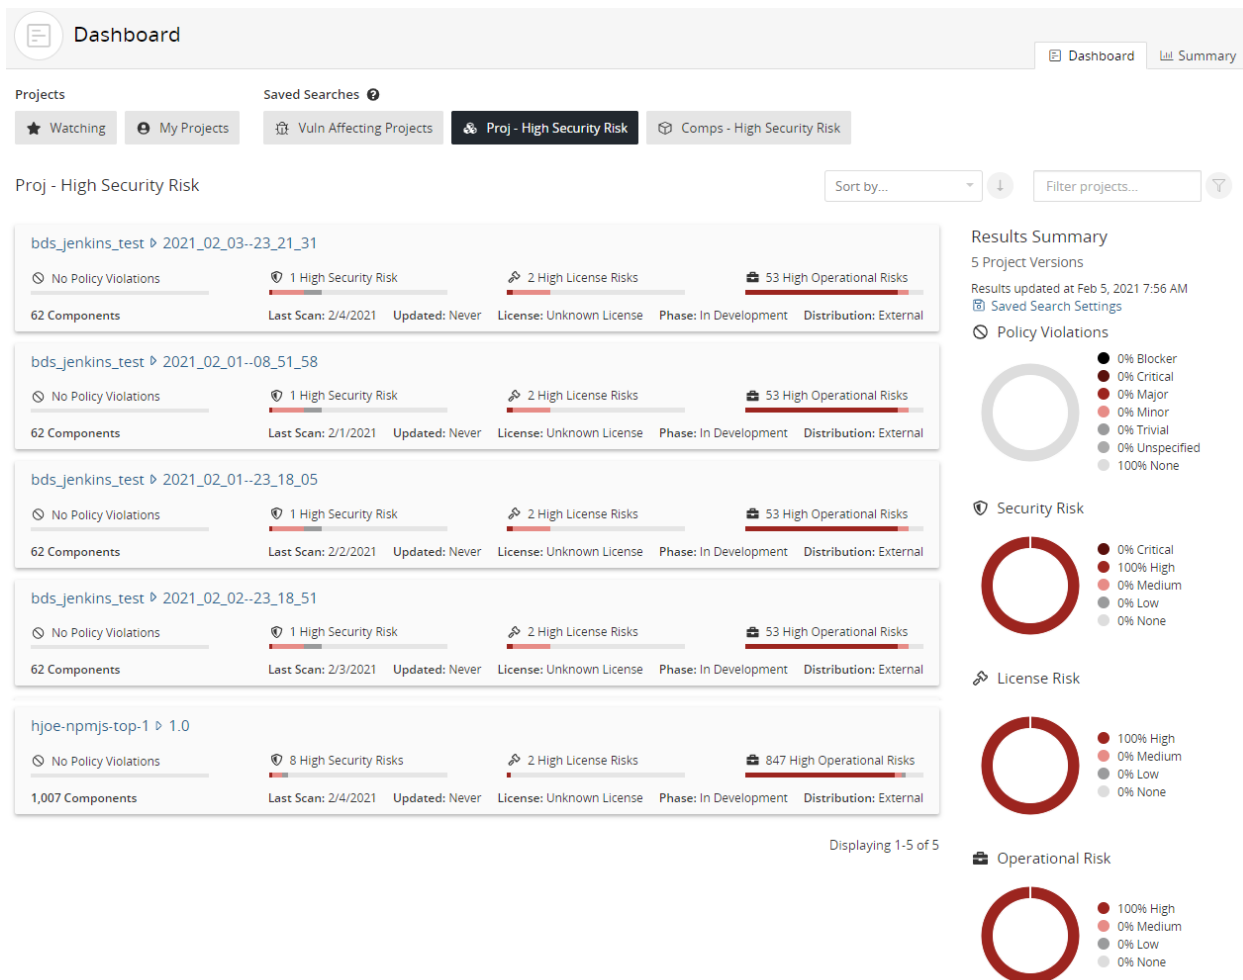 Dashboard
Dashboard Summary
Projects Saved Searches
Watching My Projects Vuln Affecting Projects Proj - High Security Risk Comps - High Security Risk
Proj - High Security Risk Sort by... Filter projects...
bds_jenkins_test 2021_02_03--23_21_31
No Policy Violations 1 High Security Risk 2 High License Risks 53 High Operational Risks
62 Components Last Scan: 2/4/2021 Updated: Never License: Unknown License Phase: In Development Distribution: External
bds_jenkins_test 2021_02_01--08_51_58
No Policy Violations 1 High Security Risk 2 High License Risks 53 High Operational Risks
62 Components Last Scan: 2/1/2021 Updated: Never License: Unknown License Phase: In Development Distribution: External
bds_jenkins_test 2021_02_01--23_18_05
No Policy Violations 1 High Security Risk 2 High License Risks 53 High Operational Risks
62 Components Last Scan: 2/2/2021 Updated: Never License: Unknown License Phase: In Development Distribution: External
bds_jenkins_test 2021_02_02--23_18_51
No Policy Violations 1 High Security Risk 2 High License Risks 53 High Operational Risks
62 Components Last Scan: 2/3/2021 Updated: Never License: Unknown License Phase: In Development Distribution: External
hjoe-npmjs-top-1 1.0
No Policy Violations 8 High Security Risks 2 High License Risks 847 High Operational Risks
1,007 Components Last Scan: 2/4/2021 Updated: Never License: Unknown License Phase: In Development Distribution: External
Displaying 1-5 of 5
Results Summary
5 Project Versions
Results updated at Feb 5, 2021 7:56 AM
Saved Search Settings
Policy Violations
0% Blocker
0% Critical
0% Major
0% Minor
0% Trivial
0% Unspecified
100% None
Security Risk
0% Critical
100% High
0% Medium
0% Low
0% None
License Risk
100% High
0% Medium
0% Low
0% None
Operational Risk
100% High
0% Medium
0% Low
0% None